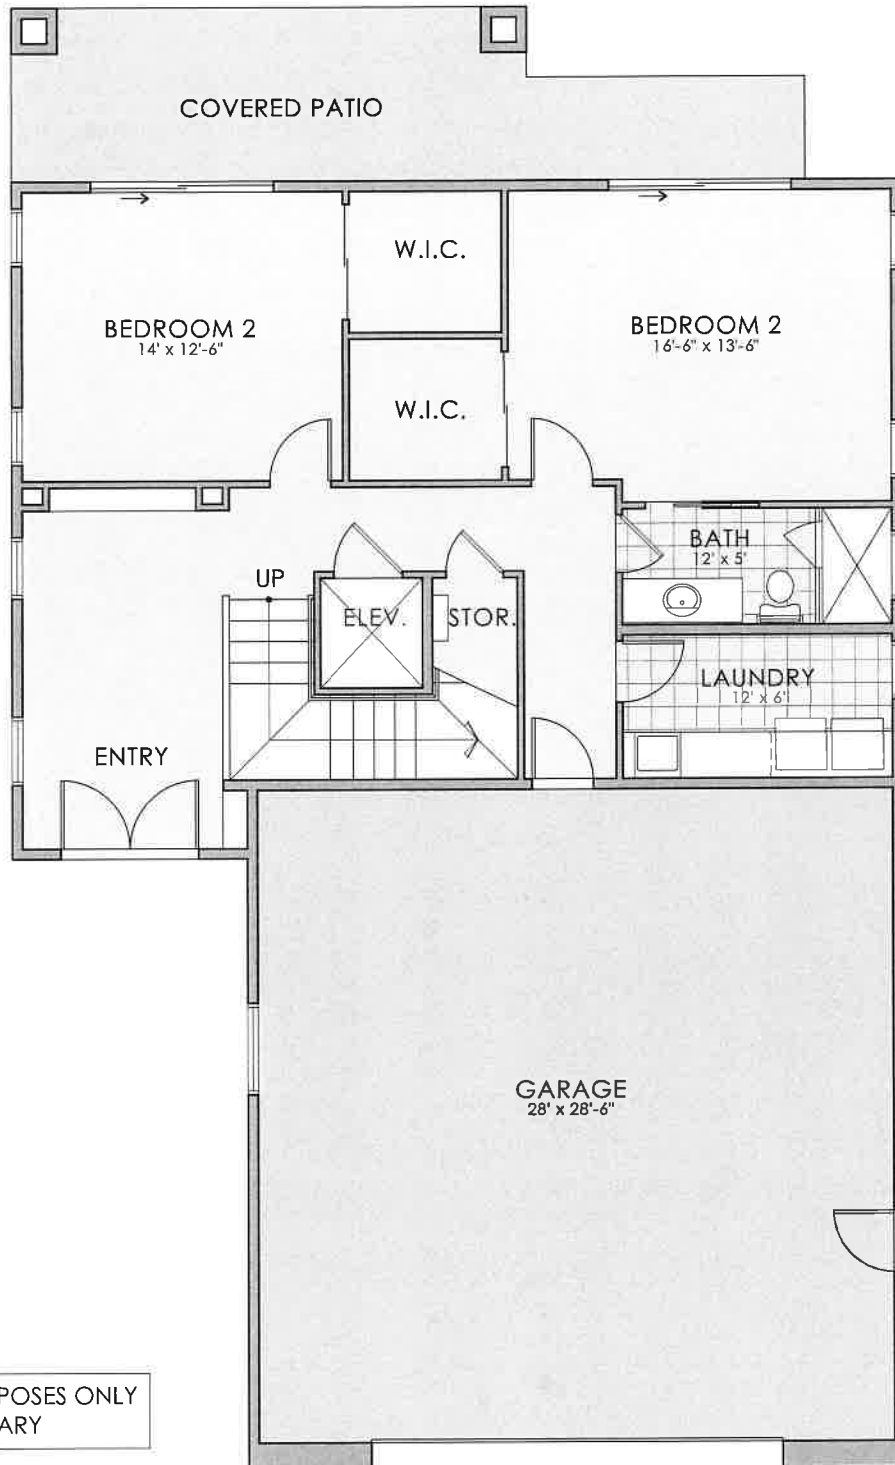 COVERED PATIO
W.I.C.
BEDROOM 2
14' x 12'-6"
BEDROOM 2
16'-6" x 13'-6"
W.I.C.
BATH
12' x 5'
UP
ELEV.
STOR.
LAUNDRY
12' x 6'
ENTRY
GARAGE
28' x 28'-6"
POSES ONLY
ARY